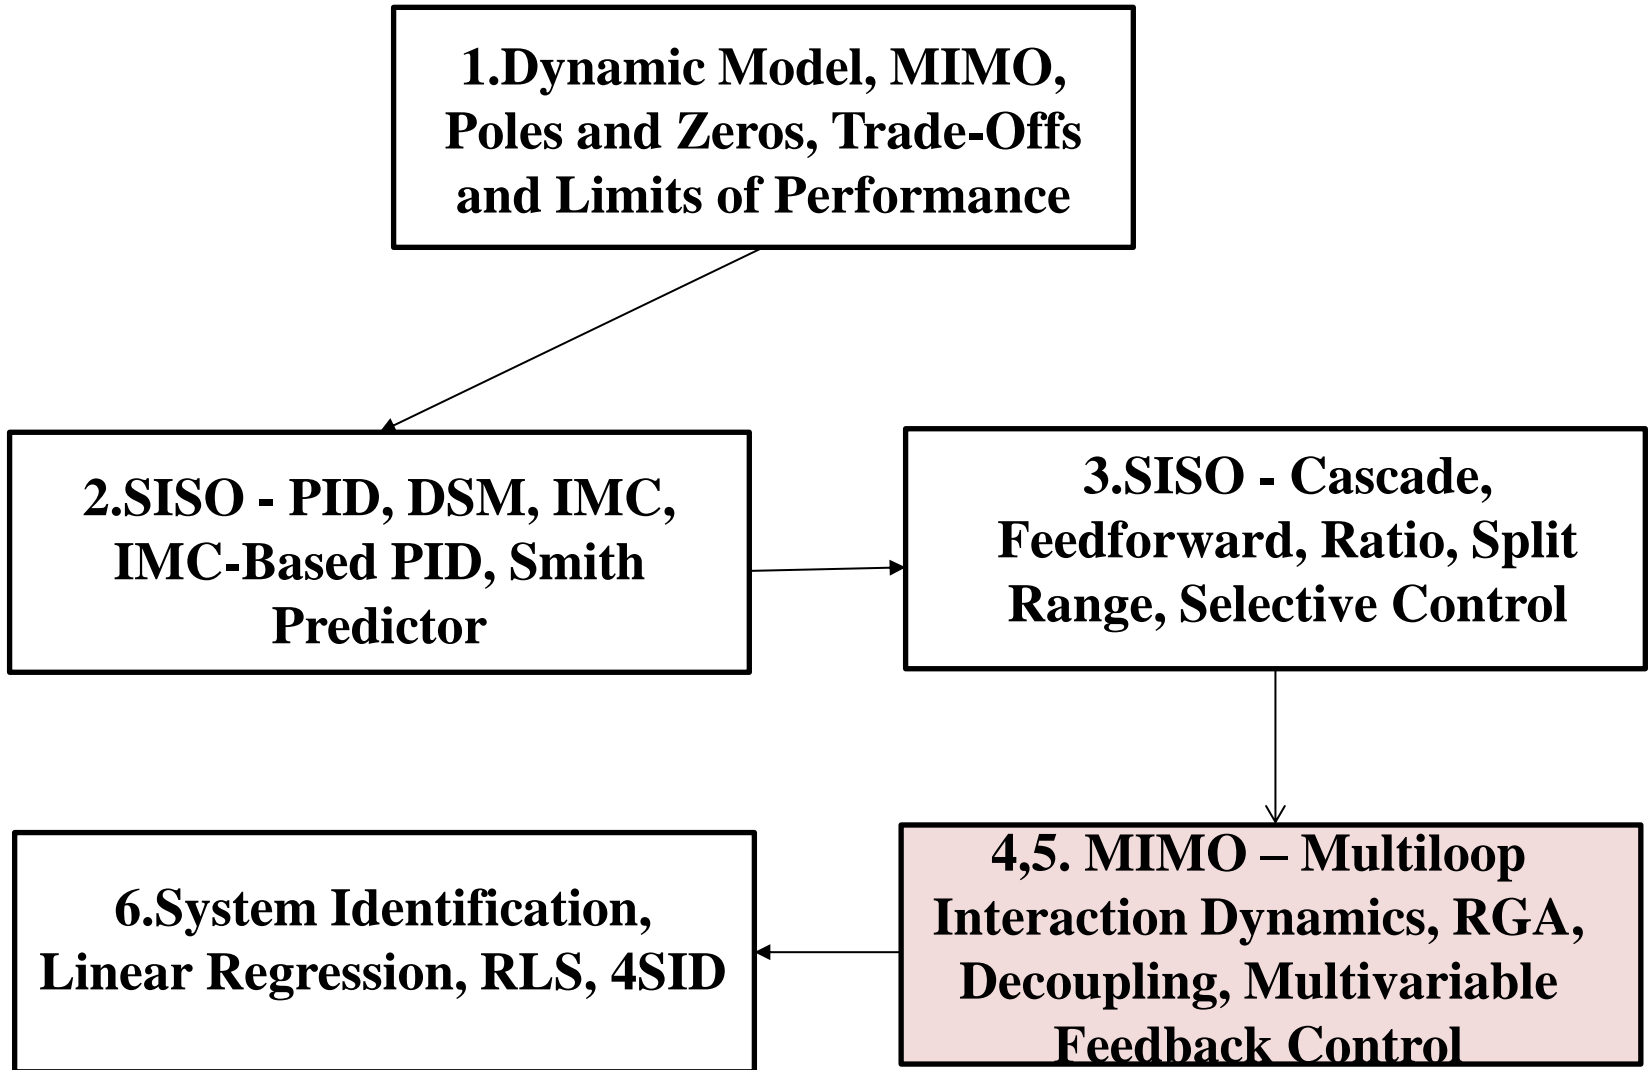 1.Dynamic Model, MIMO,
Poles and Zeros, Trade-Offs
and Limits of Performance
2.SISO - PID, DSM, IMC,
IMC-Based PID, Smith
Predictor
3.SISO - Cascade,
Feedforward, Ratio, Split
Range, Selective Control
4,5. MIMO – Multiloop
Interaction Dynamics, RGA,
Decoupling, Multivariable
Feedback Control
6.System Identification,
Linear Regression, RLS, 4SID